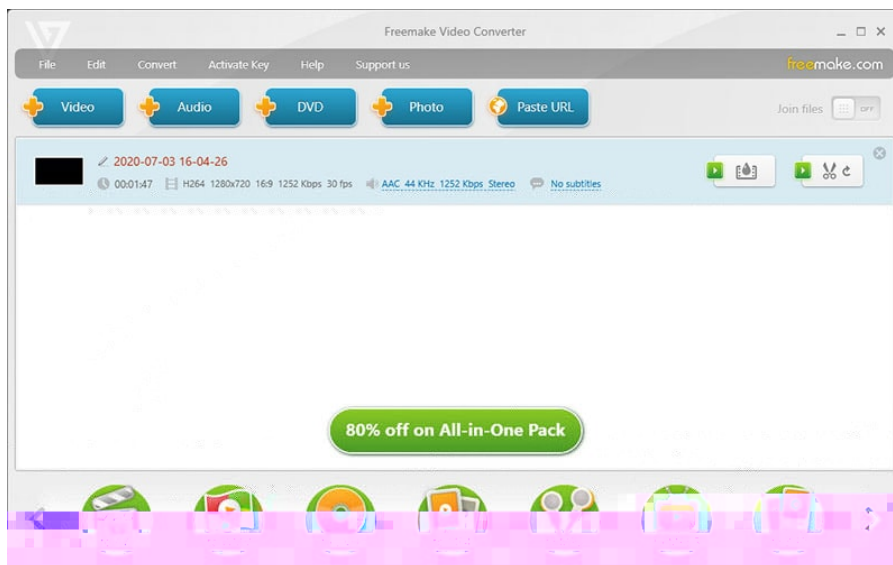 Freemake Video Converter
File Edit Convert Activate Key Help Support us freemake.com
Video Audio DVD Photo Paste URL Join files OFF
2020-07-03 16-04-26
00:01:47 H264 1280x720 16:9 1252 Kbps 30 fps AAC 44 KHz 1252 Kbps Stereo No subtitles
80% off on All-in-One Pack